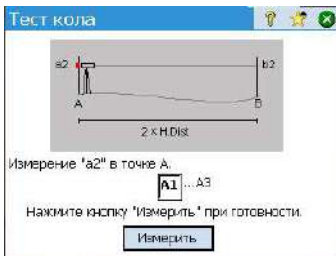 Тест кола
a2
b2
A
B
2 x H.Dist
Измерение "a2" в точке A.
A1 ... A3
Нажмите кнопку "Измерить" при готовности.
Измерить